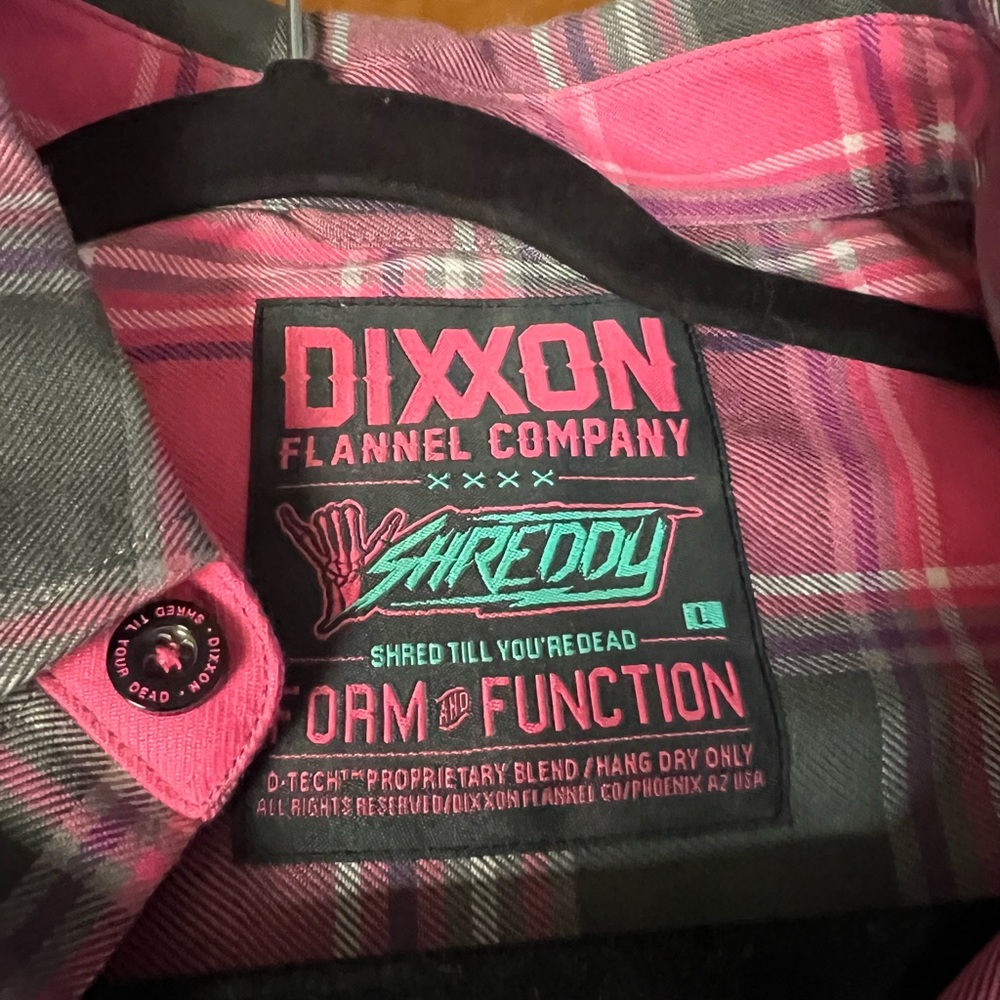 DIXXON
FLANNEL COMPANY
SHREDDY
L
SHRED TILL YOU'RE DEAD
FORM AND FUNCTION
D-TECH™ PROPRIETARY BLEND / HANG DRY ONLY
ALL RIGHTS RESERVED/DIXXON FLANNEL CO/PHOENIX AZ USA
DIXXON • SHRED TIL YOUR DEAD •